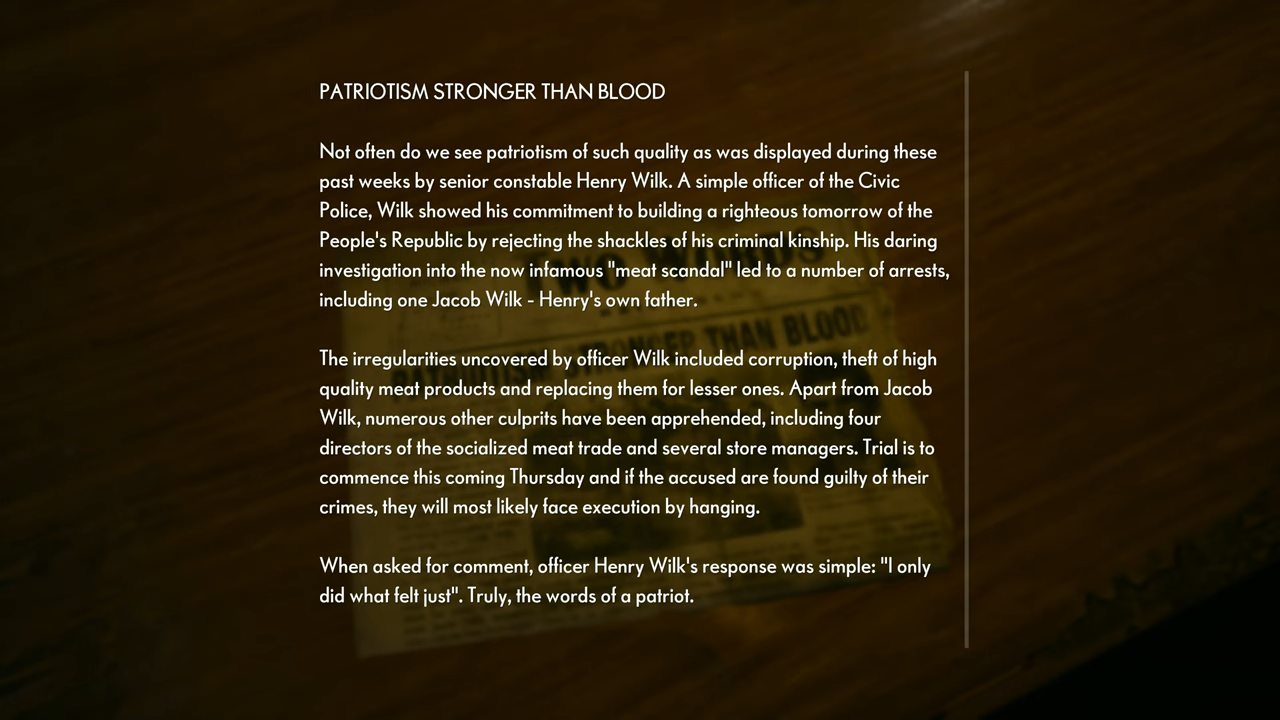 PATRIOTISM STRONGER THAN BLOOD
Not often do we see patriotism of such quality as was displayed during these
past weeks by senior constable Henry Wilk. A simple officer of the Civic
Police, Wilk showed his commitment to building a righteous tomorrow of the
People's Republic by rejecting the shackles of his criminal kinship. His daring
investigation into the now infamous "meat scandal" led to a number of arrests,
including one Jacob Wilk - Henry's own father.
The irregularities uncovered by officer Wilk included corruption, theft of high
quality meat products and replacing them for lesser ones. Apart from Jacob
Wilk, numerous other culprits have been apprehended, including four
directors of the socialized meat trade and several store managers. Trial is to
commence this coming Thursday and if the accused are found guilty of their
crimes, they will most likely face execution by hanging.
When asked for comment, officer Henry Wilk's response was simple: "I only
did what felt just". Truly, the words of a patriot.
TWO WORDS
PATRIOTISM STRONGER THAN BLOOD